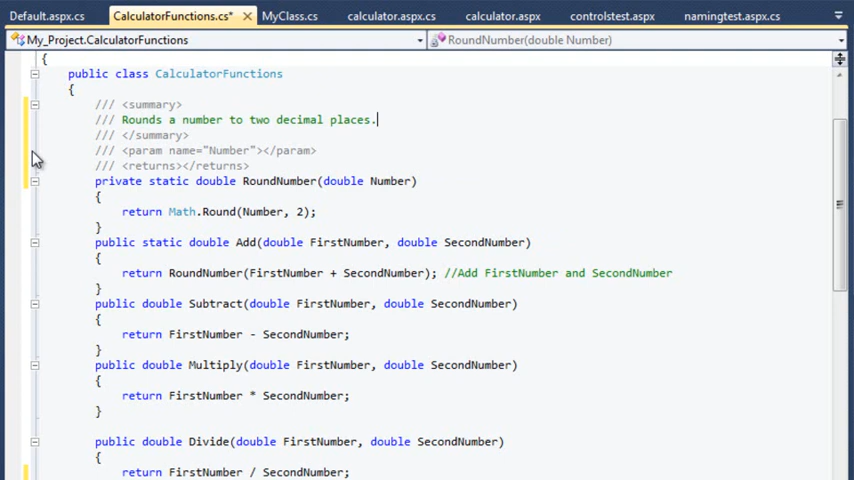 Default.aspx.cs CalculatorFunctions.cs* MyClass.cs calculator.aspx.cs calculator.aspx controlstest.aspx namingtest.aspx.cs
My_Project.CalculatorFunctions RoundNumber(double Number)
{
public class CalculatorFunctions
{
/// <summary>
/// Rounds a number to two decimal places.
/// </summary>
/// <param name="Number"></param>
/// <returns></returns>
private static double RoundNumber(double Number)
{
return Math.Round(Number, 2);
}
public static double Add(double FirstNumber, double SecondNumber)
{
return RoundNumber(FirstNumber + SecondNumber); //Add FirstNumber and SecondNumber
}
public double Subtract(double FirstNumber, double SecondNumber)
{
return FirstNumber - SecondNumber;
}
public double Multiply(double FirstNumber, double SecondNumber)
{
return FirstNumber * SecondNumber;
}
public double Divide(double FirstNumber, double SecondNumber)
{
return FirstNumber / SecondNumber;